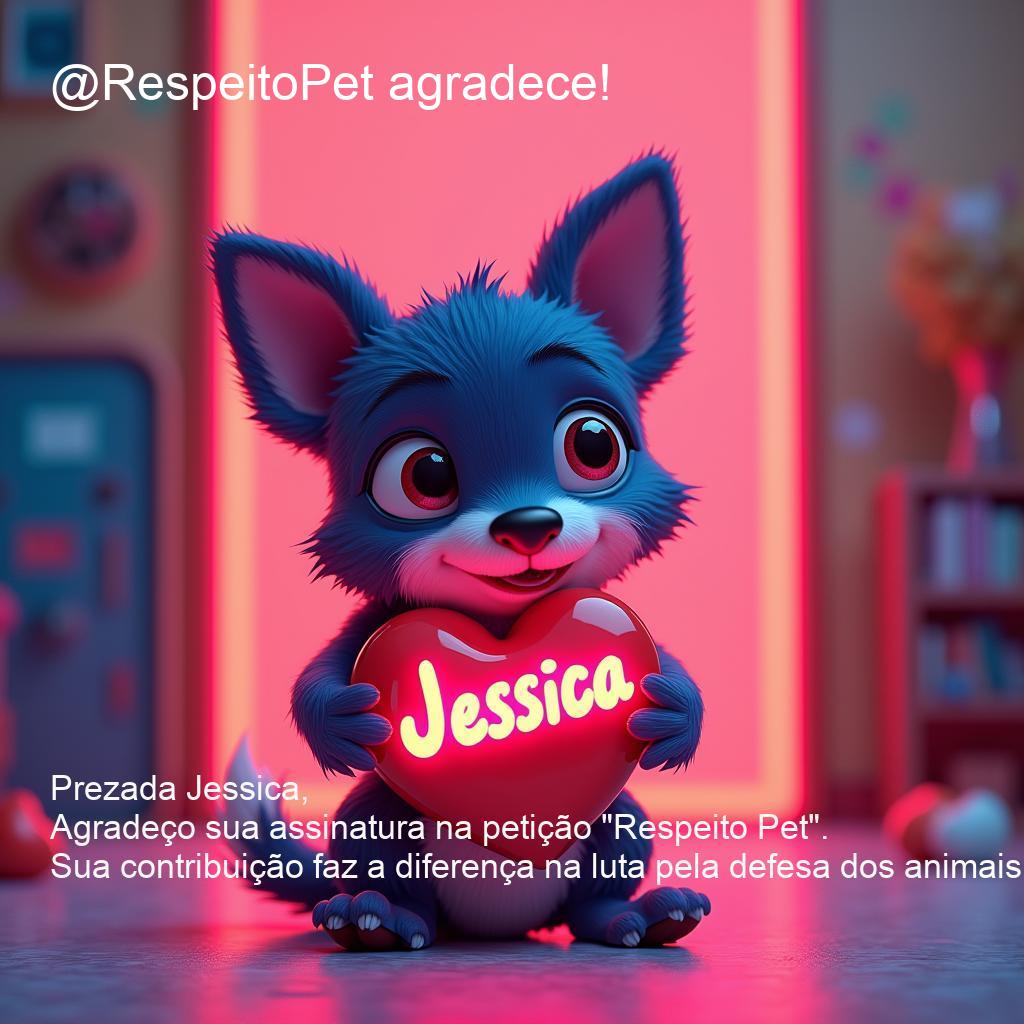 @RespeitoPet agradece!
Jessica
Prezada Jessica,
Agradeço sua assinatura na petição "Respeito Pet".
Sua contribuição faz a diferença na luta pela defesa dos animais